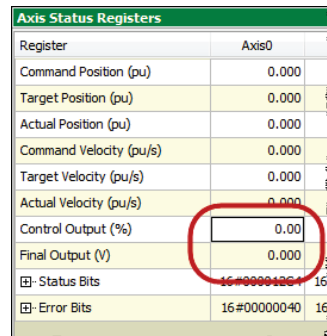 Axis Status Registers
Register Axis0
Command Position (pu) 0.000
Target Position (pu) 0.000
Actual Position (pu) 0.000
Command Velocity (pu/s) 0.000
Target Velocity (pu/s) 0.000
Actual Velocity (pu/s) 0.000
Control Output (%) 0.00
Final Output (V) 0.000
Status Bits 16#000012C4 16
Error Bits 16#00000040 16